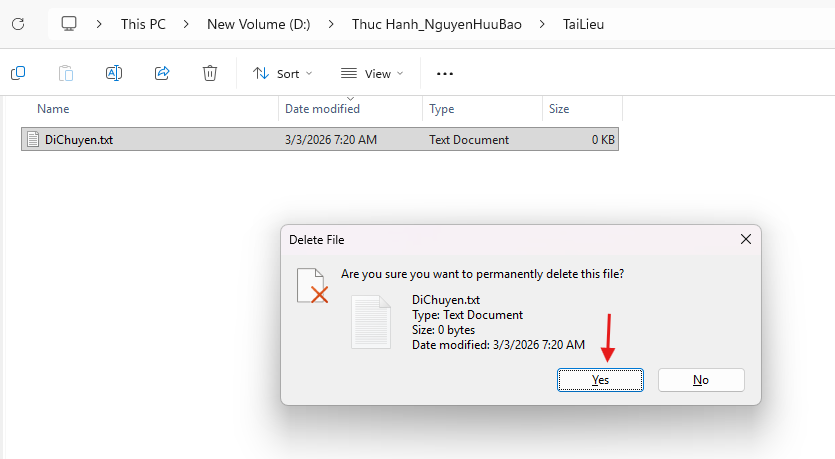 This PC > New Volume (D:) > Thuc Hanh_NguyenHuuBao > TaiLieu
Sort View ...
Name Date modified Type Size
DiChuyen.txt 3/3/2026 7:20 AM Text Document 0 KB
Delete File
Are you sure you want to permanently delete this file?
DiChuyen.txt
Type: Text Document
Size: 0 bytes
Date modified: 3/3/2026 7:20 AM
Yes No